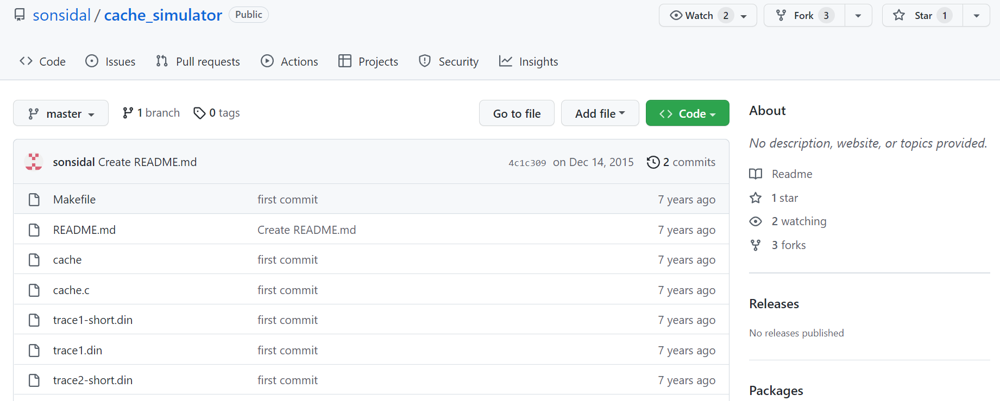 sonsidal / cache_simulator Public Watch 2 Fork 3 Star 1
Code Issues Pull requests Actions Projects Security Insights
master 1 branch 0 tags Go to file Add file Code
sonsidal Create README.md 4c1c309 on Dec 14, 2015 2 commits
Makefile first commit 7 years ago
README.md Create README.md 7 years ago
cache first commit 7 years ago
cache.c first commit 7 years ago
trace1-short.din first commit 7 years ago
trace1.din first commit 7 years ago
trace2-short.din first commit 7 years ago
About
No description, website, or topics provided.
Readme
1 star
2 watching
3 forks
Releases
No releases published
Packages